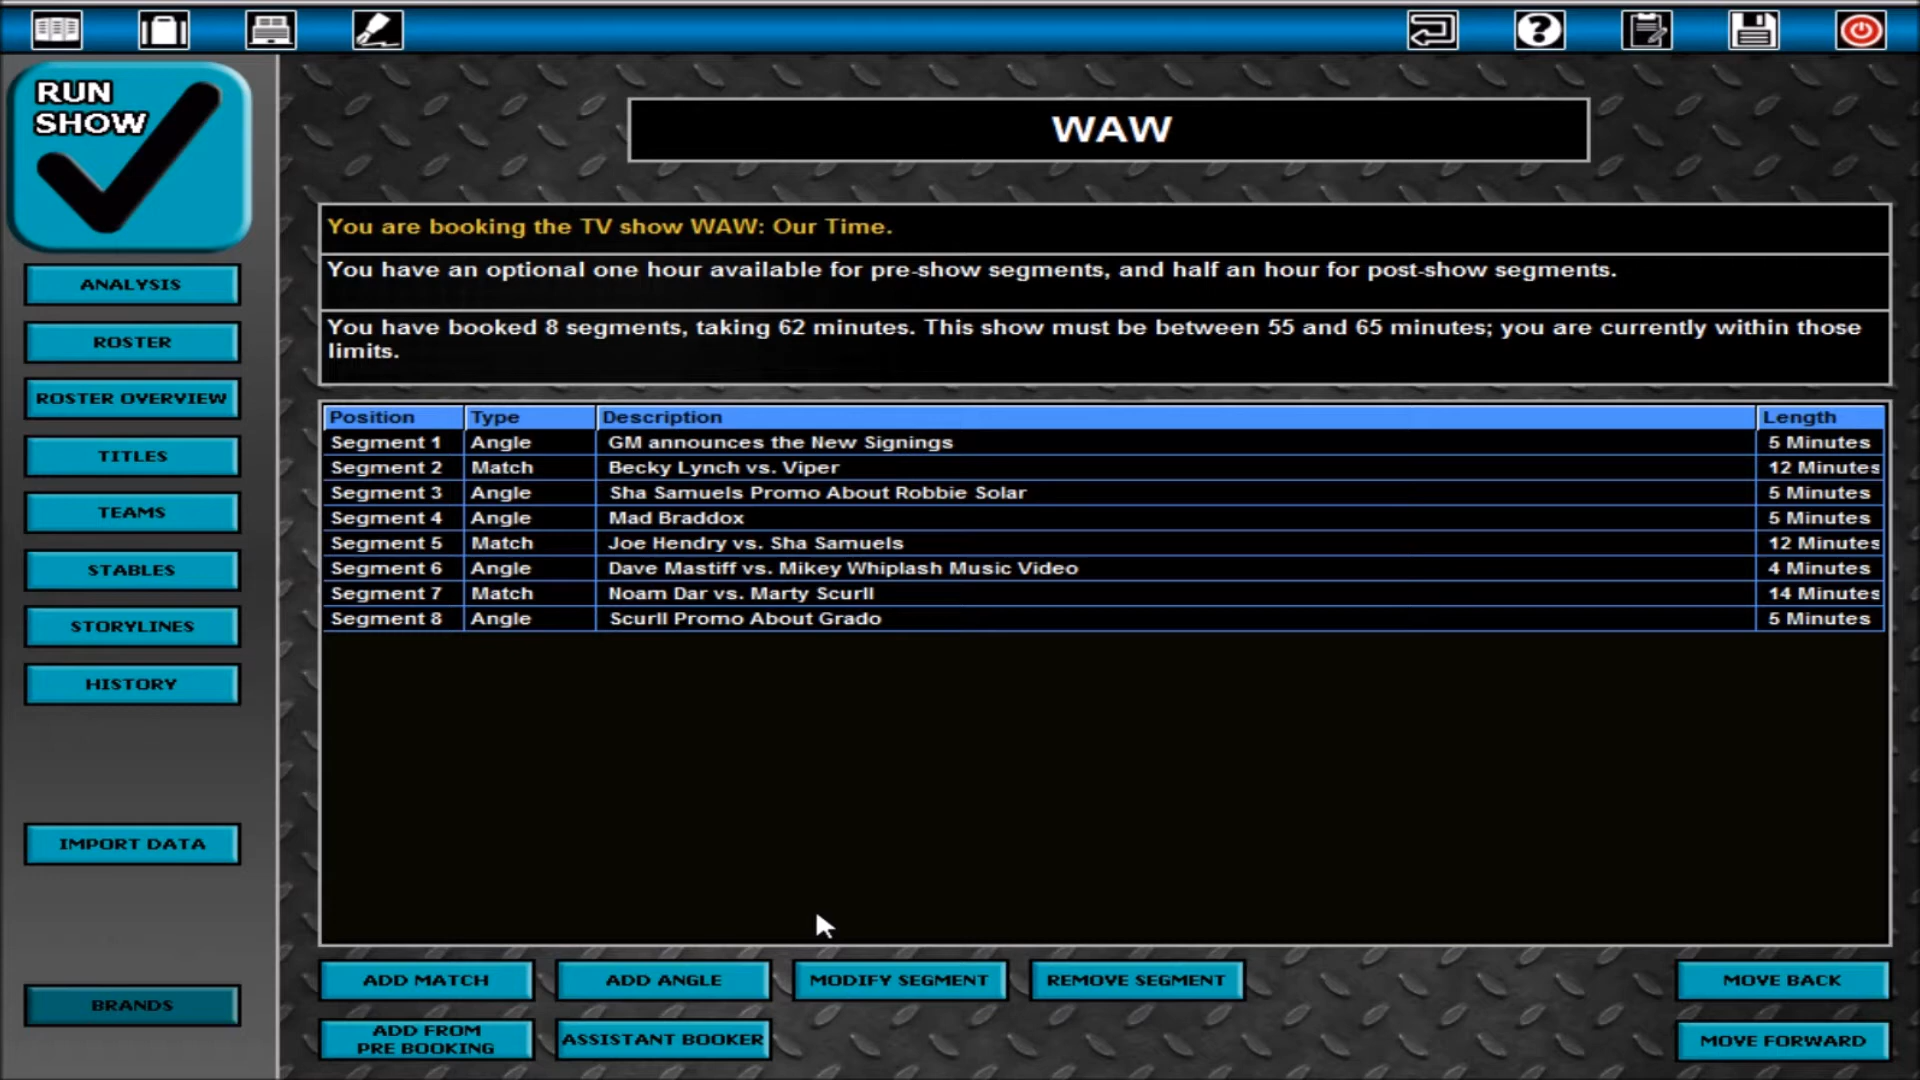 RUN
SHOW
WAW
You are booking the TV show WAW: Our Time.
You have an optional one hour available for pre-show segments, and half an hour for post-show segments.
You have booked 8 segments, taking 62 minutes. This show must be between 55 and 65 minutes; you are currently within those
limits.
ANALYSIS
ROSTER
ROSTER OVERVIEW
TITLES
TEAMS
STABLES
STORYLINES
HISTORY
IMPORT DATA
BRANDS
Position Type Description Length
Segment 1 Angle GM announces the New Signings 5 Minutes
Segment 2 Match Becky Lynch vs. Viper 12 Minutes
Segment 3 Angle Sha Samuels Promo About Robbie Solar 5 Minutes
Segment 4 Angle Mad Braddox 5 Minutes
Segment 5 Match Joe Hendry vs. Sha Samuels 12 Minutes
Segment 6 Angle Dave Mastiff vs. Mikey Whiplash Music Video 4 Minutes
Segment 7 Match Noam Dar vs. Marty Scurll 14 Minutes
Segment 8 Angle Scurll Promo About Grado 5 Minutes
ADD MATCH
ADD ANGLE
MODIFY SEGMENT
REMOVE SEGMENT
MOVE BACK
ADD FROM
PRE BOOKING
ASSISTANT BOOKER
MOVE FORWARD